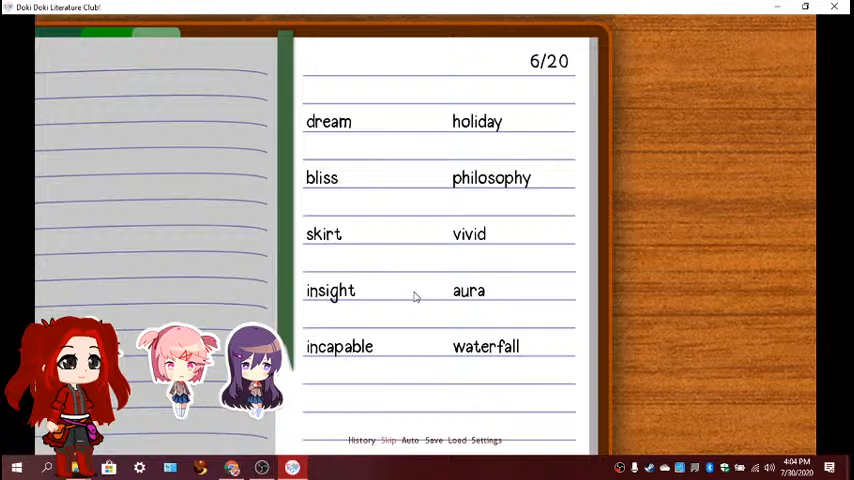 Doki Doki Literature Club!
6/20
dream holiday
bliss philosophy
skirt vivid
insight aura
incapable waterfall
History Skip Auto Save Load Settings
4:04 PM
7/30/2020